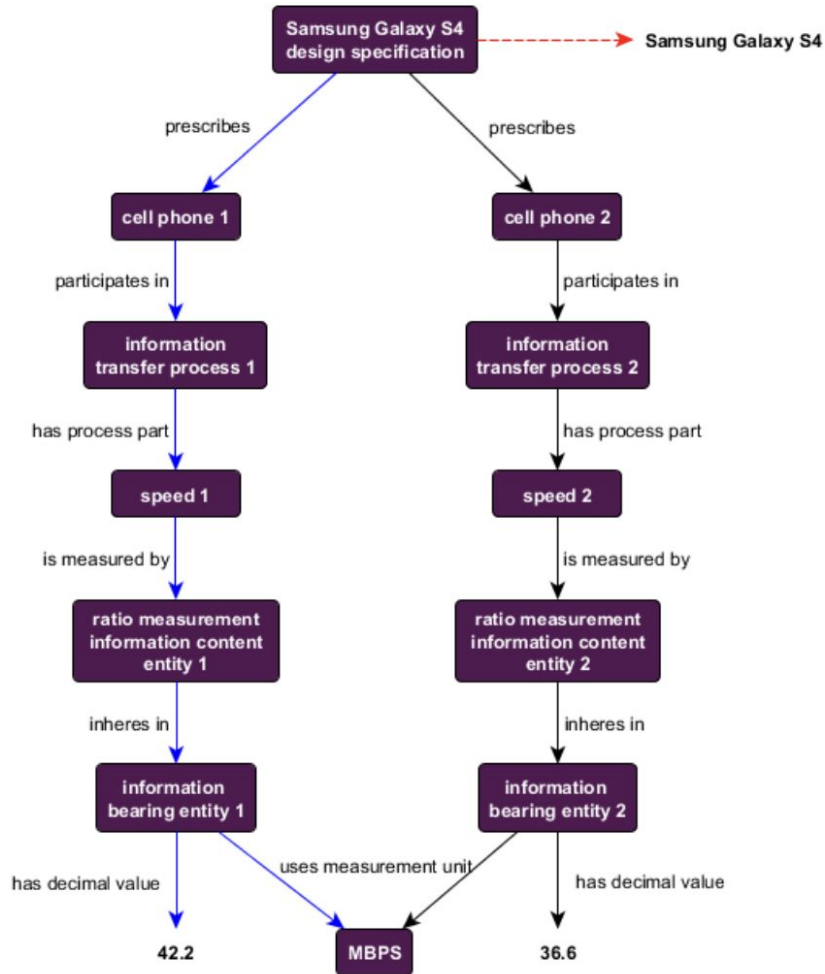 Samsung Galaxy S4
design specification
Samsung Galaxy S4
prescribes
prescribes
cell phone 1
cell phone 2
participates in
participates in
information
transfer process 1
information
transfer process 2
has process part
has process part
speed 1
speed 2
is measured by
is measured by
ratio measurement
information content
entity 1
ratio measurement
information content
entity 2
inheres in
inheres in
information
bearing entity 1
information
bearing entity 2
has decimal value
uses measurement unit
has decimal value
42.2
MBPS
36.6